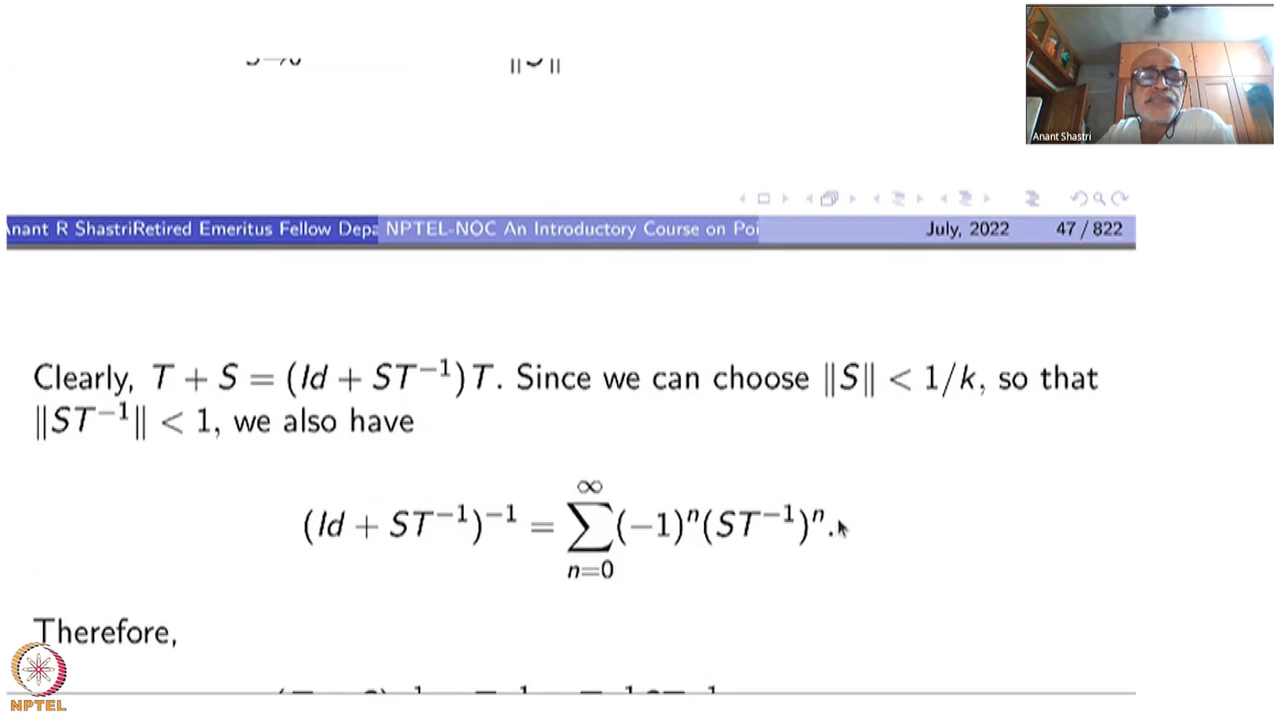 Anant Shastri
Anant R ShastriRetired Emeritus Fellow Depa NPTEL-NOC An Introductory Course on Poi July, 2022 47 / 822
Clearly, T + S = (Id + ST⁻¹)T. Since we can choose ‖S‖ < 1/k, so that
‖ST⁻¹‖ < 1, we also have
(Id + ST⁻¹)⁻¹ = ∑_{n=0}^{∞} (−1)ⁿ(ST⁻¹)ⁿ.
Therefore,
NPTEL